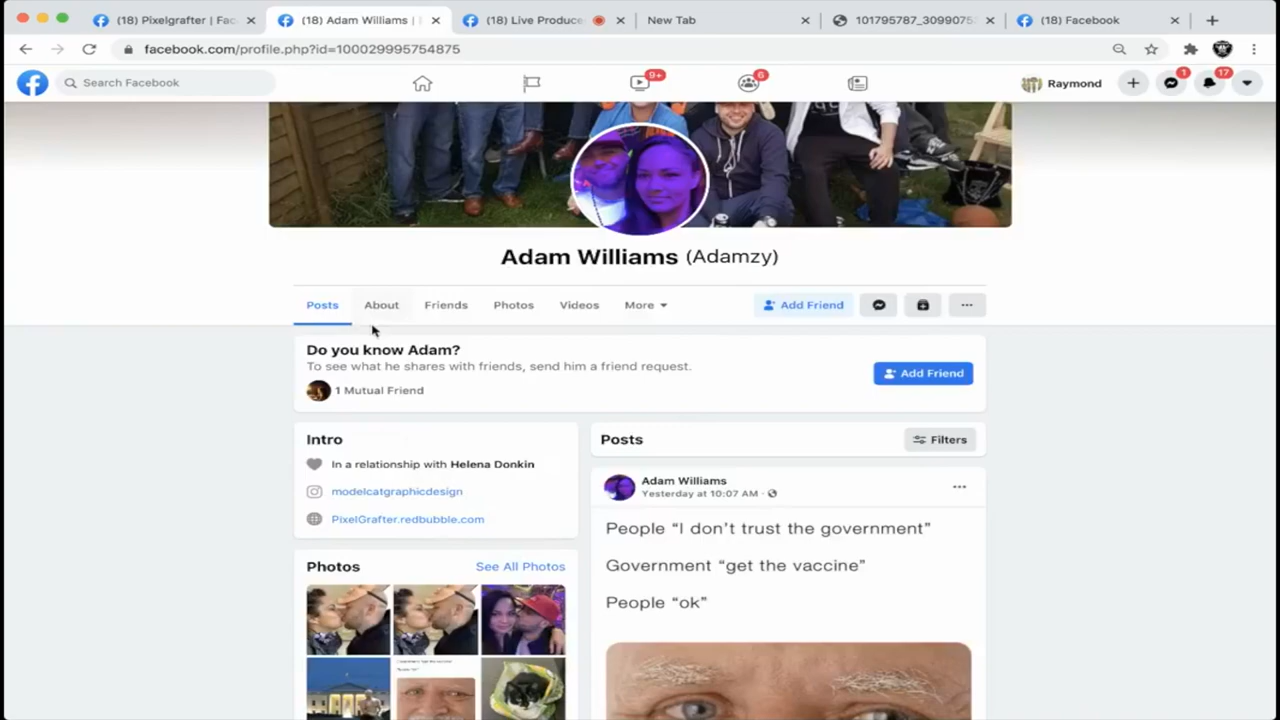 (18) Pixelgrafter | Fac
(18) Adam Williams |
(18) Live Produce
New Tab
101795787_3099075
(18) Facebook
facebook.com/profile.php?id=100029995754875
Search Facebook
9+
6
Raymond
1
17
Adam Williams (Adamzy)
Posts
About
Friends
Photos
Videos
More
Add Friend
Do you know Adam?
To see what he shares with friends, send him a friend request.
1 Mutual Friend
Add Friend
Intro
In a relationship with Helena Donkin
modelcatgraphicdesign
PixelGrafter.redbubble.com
Photos
See All Photos
Posts
Filters
Adam Williams
Yesterday at 10:07 AM ·
People “I don’t trust the government”
Government “get the vaccine”
People “ok”